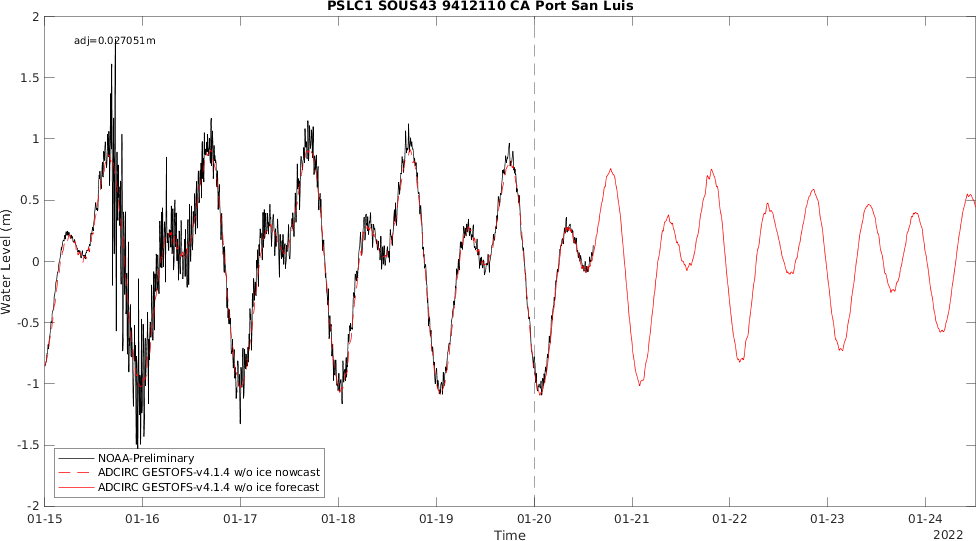 PSLC1 SOUS43 9412110 CA Port San Luis
adj=0.027051m
2
1.5
1
0.5
0
-0.5
-1
-1.5
-2
Water Level (m)
NOAA-Preliminary
ADCIRC GESTOFS-v4.1.4 w/o ice nowcast
ADCIRC GESTOFS-v4.1.4 w/o ice forecast
01-15 01-16 01-17 01-18 01-19 01-20 01-21 01-22 01-23 01-24
Time
2022